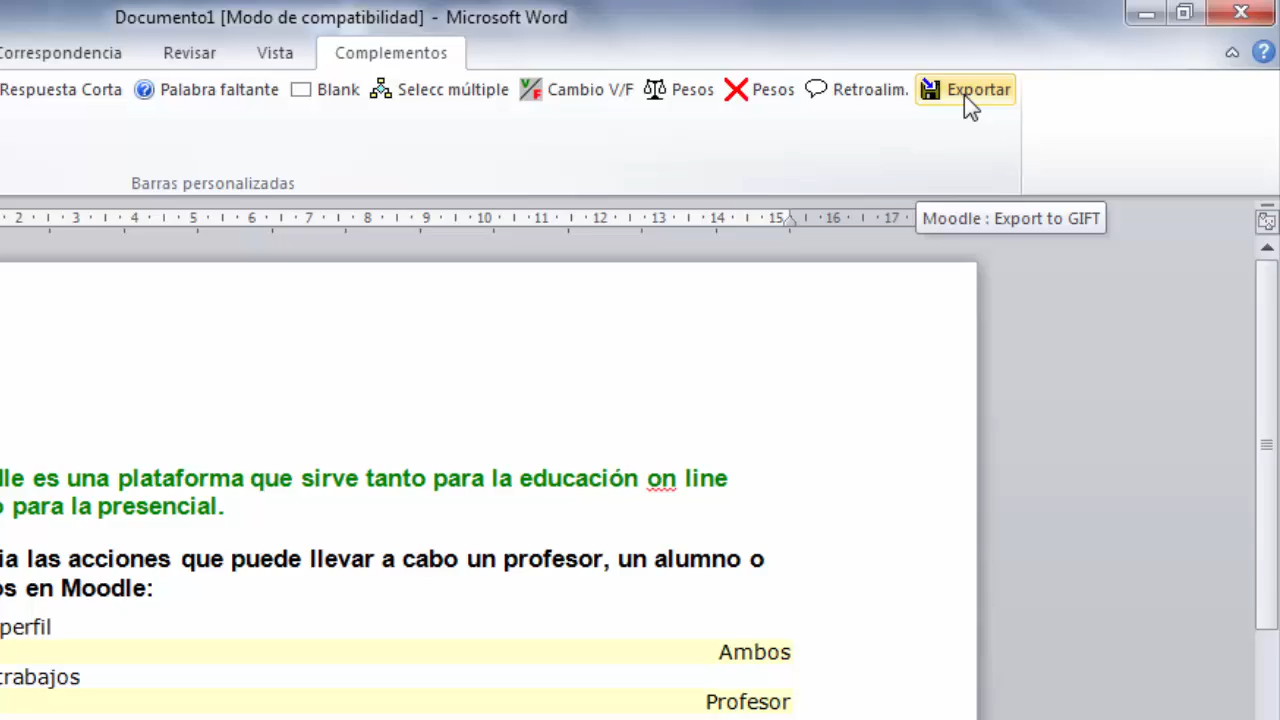 Documento1 [Modo de compatibilidad] - Microsoft Word
Correspondencia Revisar Vista Complementos
Respuesta Corta Palabra faltante Blank Selecc múltiple Cambio V/F Pesos Pesos Retroalim. Exportar
Barras personalizadas
2 3 4 5 6 7 8 9 10 11 12 13 14 15 16 17
Moodle : Export to GIFT
lle es una plataforma que sirve tanto para la educación on line
o para la presencial.
ia las acciones que puede llevar a cabo un profesor, un alumno o
os en Moodle:
perfil
Ambos
trabajos
Profesor